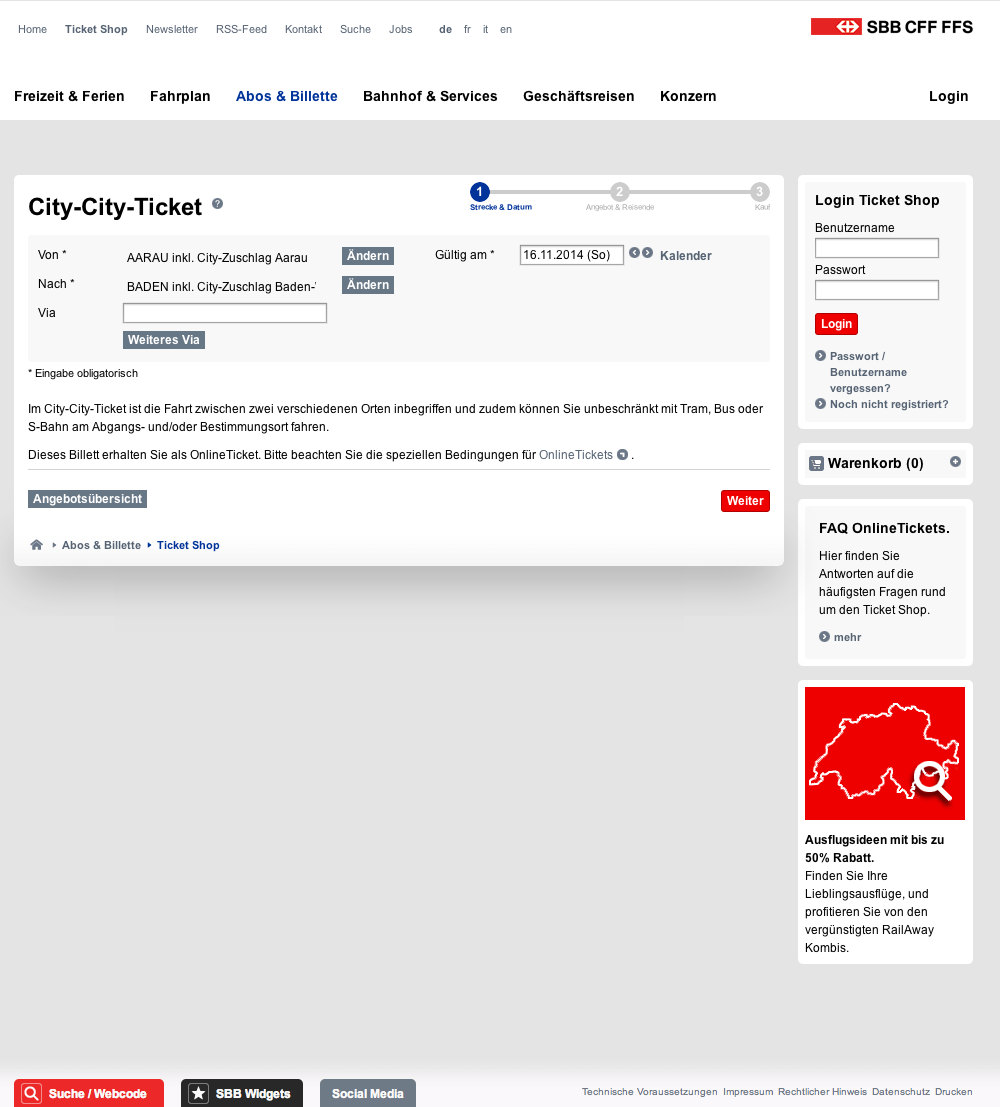 Home Ticket Shop Newsletter RSS-Feed Kontakt Suche Jobs de fr it en
SBB CFF FFS
Freizeit & Ferien Fahrplan Abos & Billette Bahnhof & Services Geschäftsreisen Konzern Login
City-City-Ticket ?
1 2 3
Strecke & Datum Angebot & Reisende Kauf
Von * AARAU inkl. City-Zuschlag Aarau Ändern Gültig am * 16.11.2014 (So) Kalender
Nach * BADEN inkl. City-Zuschlag Baden- Ändern
Via
Weiteres Via
* Eingabe obligatorisch
Im City-City-Ticket ist die Fahrt zwischen zwei verschiedenen Orten inbegriffen und zudem können Sie unbeschränkt mit Tram, Bus oder
S-Bahn am Abgangs- und/oder Bestimmungsort fahren.
Dieses Billett erhalten Sie als OnlineTicket. Bitte beachten Sie die speziellen Bedingungen für OnlineTickets .
Angebotsübersicht Weiter
Abos & Billette Ticket Shop
Login Ticket Shop
Benutzername
Passwort
Login
Passwort /
Benutzername
vergessen?
Noch nicht registriert?
Warenkorb (0)
FAQ OnlineTickets.
Hier finden Sie
Antworten auf die
häufigsten Fragen rund
um den Ticket Shop.
mehr
Ausflugsideen mit bis zu
50% Rabatt.
Finden Sie Ihre
Lieblingsausflüge, und
profitieren Sie von den
vergünstigten RailAway
Kombis.
Suche / Webcode SBB Widgets Social Media
Technische Voraussetzungen Impressum Rechtlicher Hinweis Datenschutz Drucken